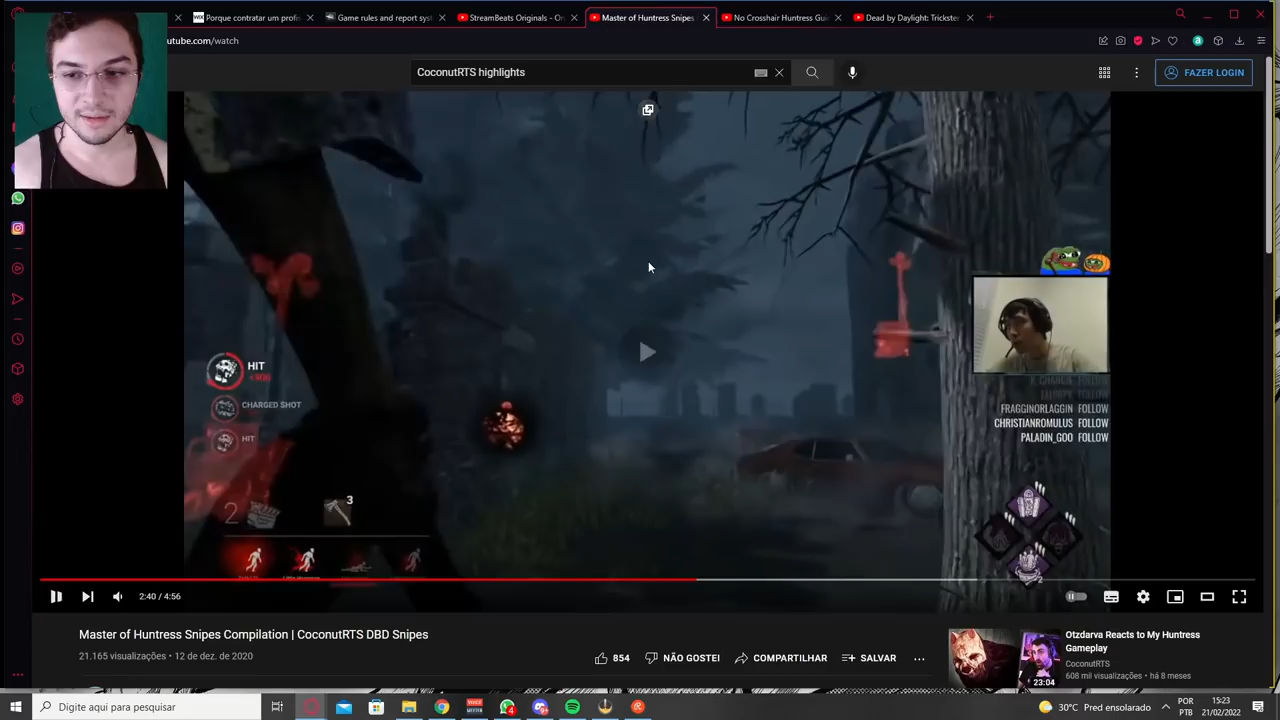 Porque contratar um profi
Game rules and report syst
StreamBeats Originals - On
Master of Huntress Snipes
No Crosshair Huntress Gui
Dead by Daylight: Trickster
utube.com/watch
CoconutRTS highlights
FAZER LOGIN
HIT
CHARGED SHOT
HIT
FRAGGINORLAGGIN FOLLOW
CHRISTIANROMULUS FOLLOW
PALADIN_GOO FOLLOW
3
2
2
2:40 / 4:56
Master of Huntress Snipes Compilation | CoconutRTS DBD Snipes
21.165 visualizações • 12 de dez. de 2020
854
NÃO GOSTEI
COMPARTILHAR
SALVAR
Otzdarva Reacts to My Huntress
Gameplay
CoconutRTS
608 mil visualizações • há 8 meses
23:04
Digite aqui para pesquisar
4
30°C Pred ensolarado
POR
PTB
15:23
21/02/2022